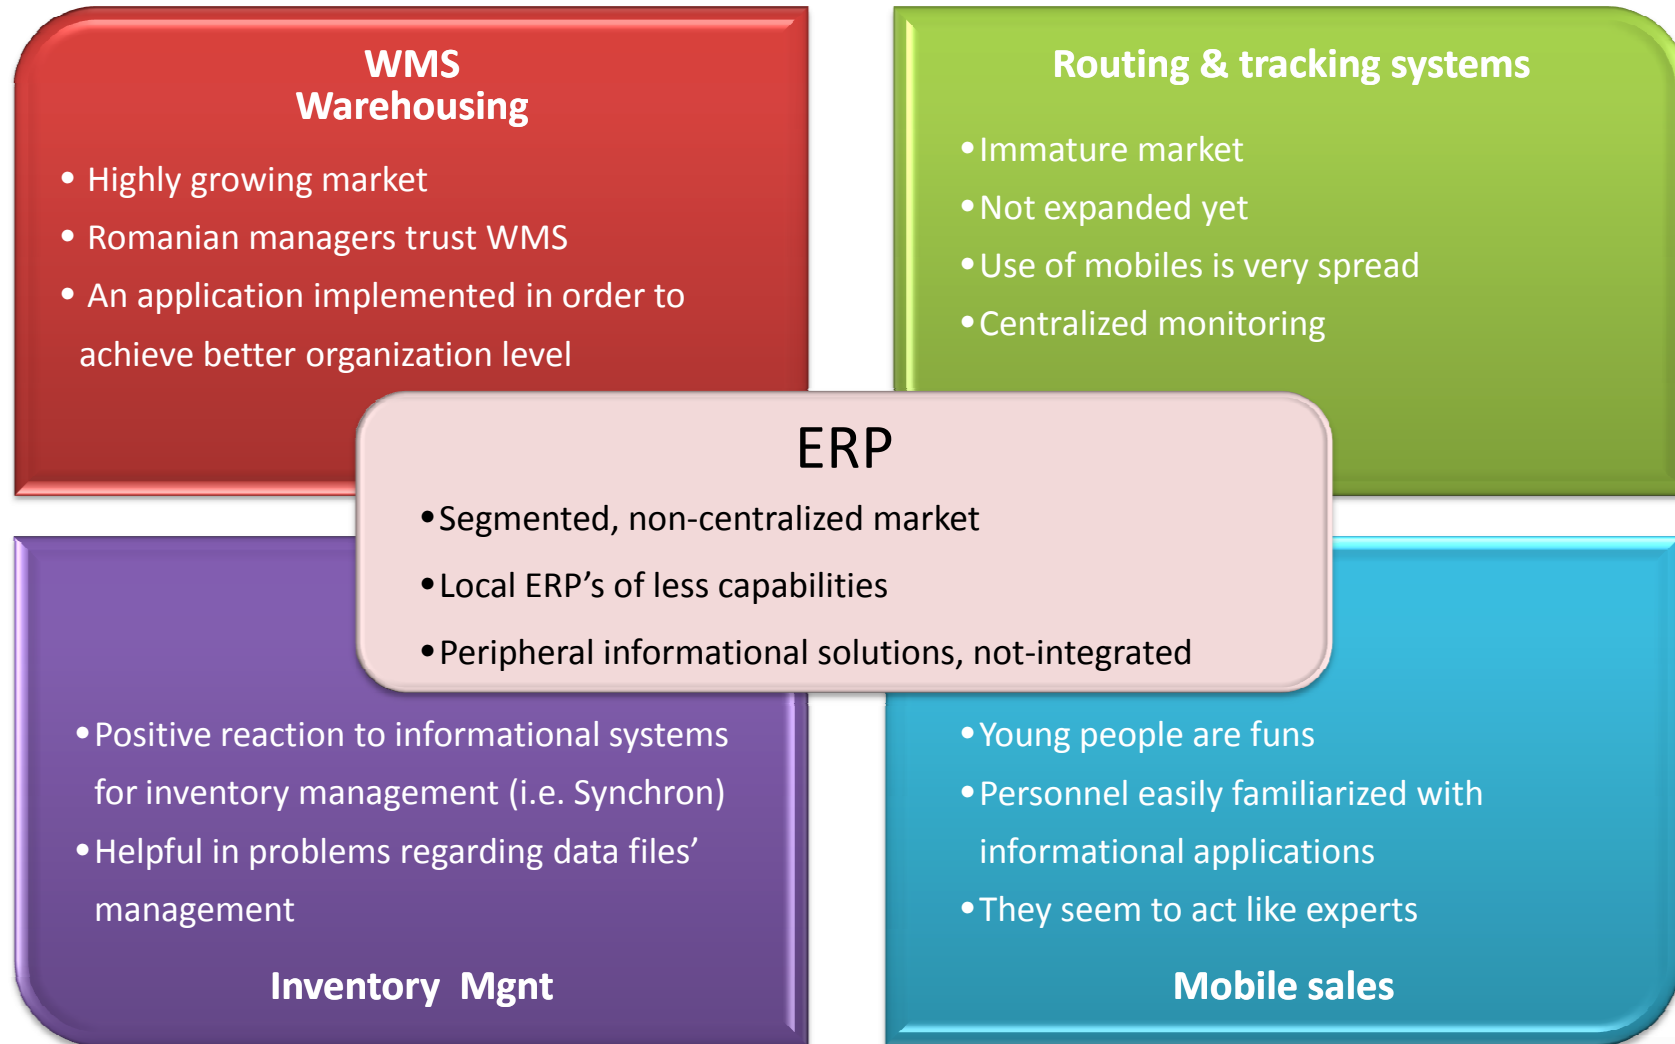 WMS
Warehousing
• Highly growing market
• Romanian managers trust WMS
• An application implemented in order to
achieve better organization level
Routing & tracking systems
•Immature market
•Not expanded yet
•Use of mobiles is very spread
•Centralized monitoring
ERP
•Segmented, non-centralized market
•Local ERP’s of less capabilities
•Peripheral informational solutions, not-integrated
•Positive reaction to informational systems
for inventory management (i.e. Synchron)
•Helpful in problems regarding data files’
management
Inventory  Mgnt
•Young people are funs
•Personnel easily familiarized with
informational applications
•They seem to act like experts
Mobile sales